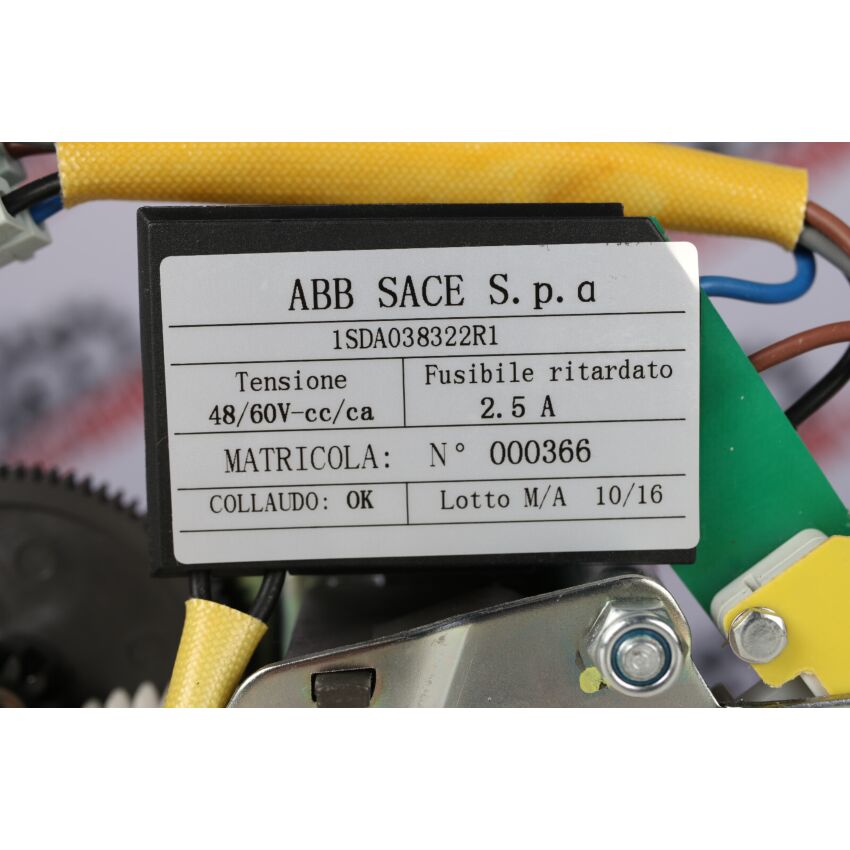 ABB SACE S.p.a
1SDA038322R1
Tensione
48/60V-cc/ca
Fusibile ritardato
2.5 A
MATRICOLA: N° 000366
COLLAUDO: OK
Lotto M/A 10/16